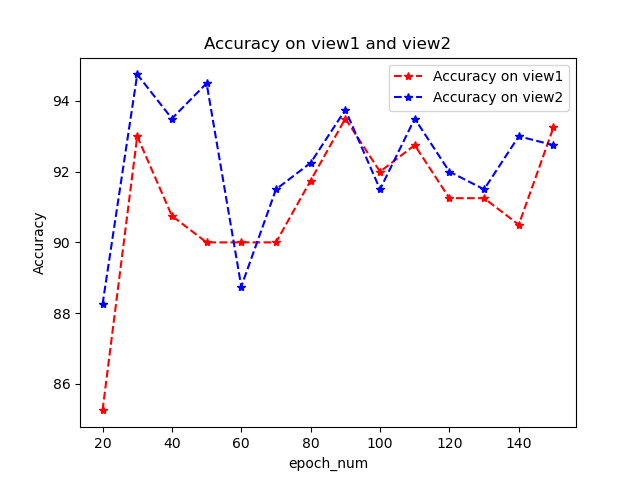 Accuracy on view1 and view2
Accuracy on view1
Accuracy on view2
94
92
90
88
86
Accuracy
20 40 60 80 100 120 140
epoch_num